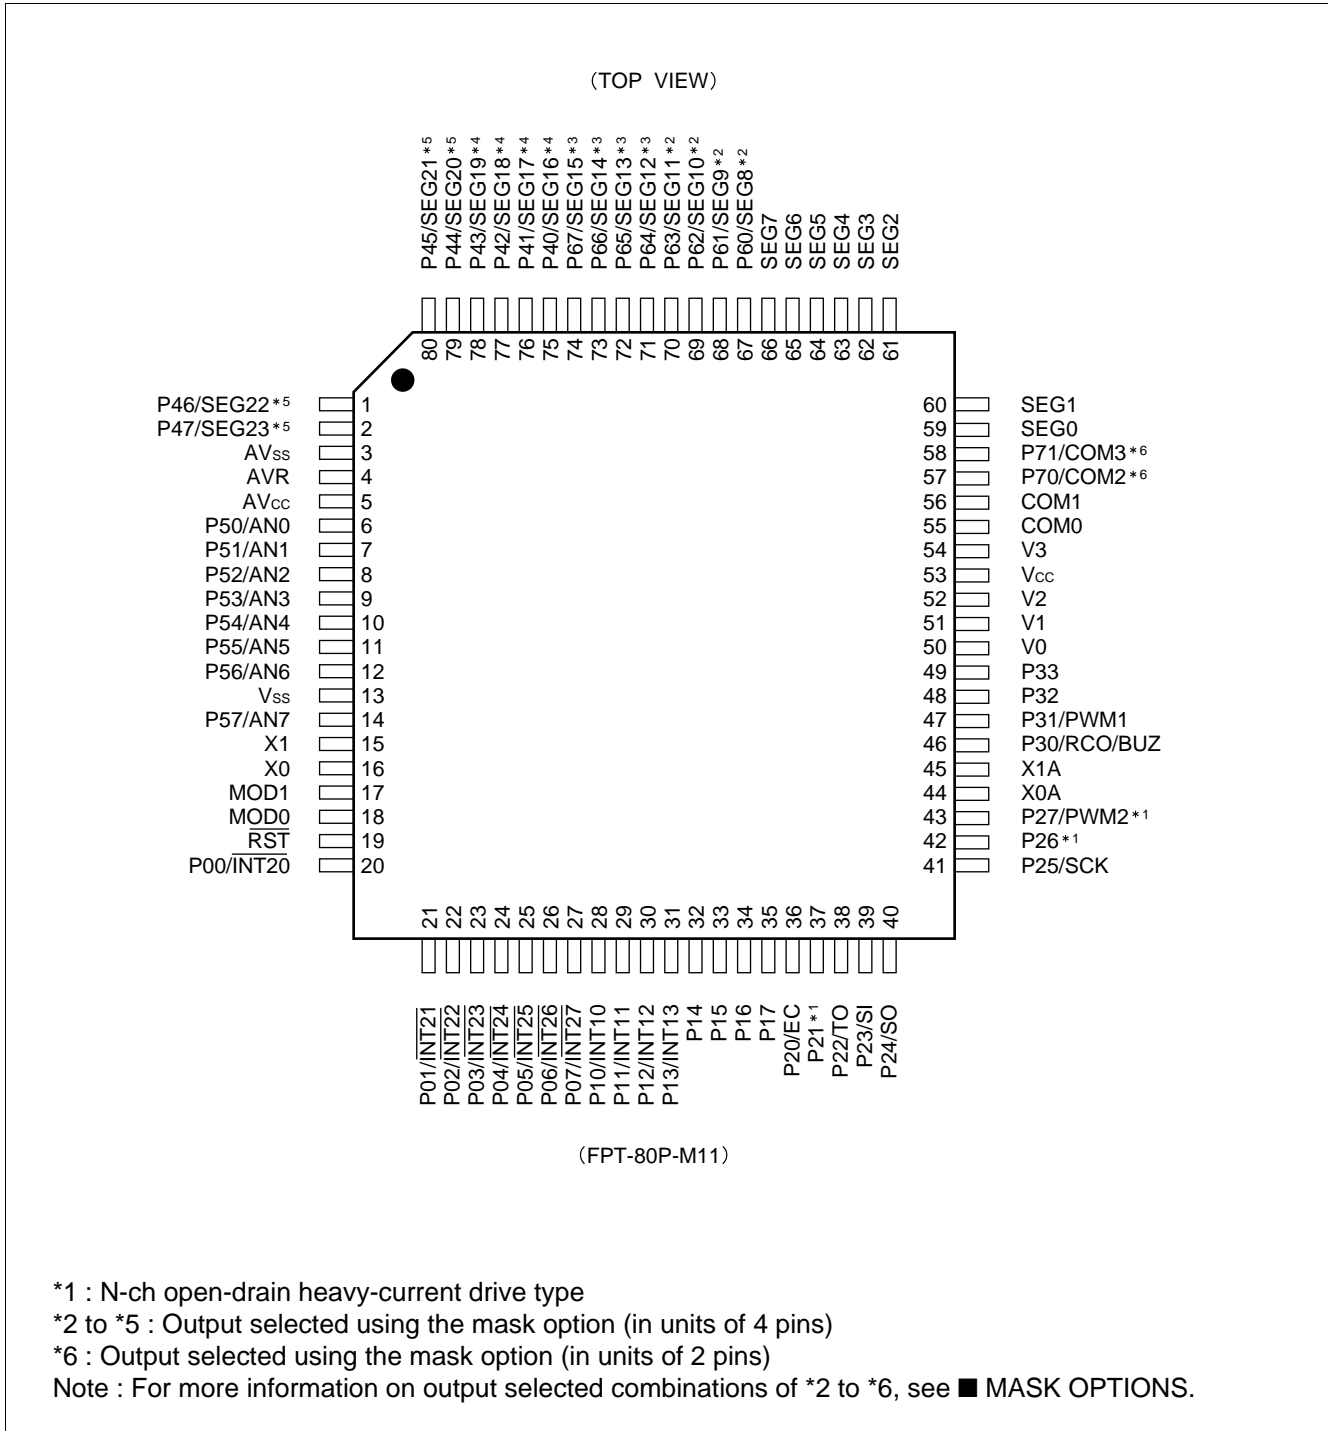 (TOP VIEW)
P45/SEG21*5
P44/SEG20*5
P43/SEG19*4
P42/SEG18*4
P41/SEG17*4
P40/SEG16*4
P67/SEG15*3
P66/SEG14*3
P65/SEG13*3
P64/SEG12*3
P63/SEG11*2
P62/SEG10*2
P61/SEG9*2
P60/SEG8*2
SEG7
SEG6
SEG5
SEG4
SEG3
SEG2
80
79
78
77
76
75
74
73
72
71
70
69
68
67
66
65
64
63
62
61
P46/SEG22*5 1
P47/SEG23*5 2
AVss 3
AVR 4
AVcc 5
P50/AN0 6
P51/AN1 7
P52/AN2 8
P53/AN3 9
P54/AN4 10
P55/AN5 11
P56/AN6 12
Vss 13
P57/AN7 14
X1 15
X0 16
MOD1 17
MOD0 18
RST 19
P00/INT20 20
60 SEG1
59 SEG0
58 P71/COM3*6
57 P70/COM2*6
56 COM1
55 COM0
54 V3
53 Vcc
52 V2
51 V1
50 V0
49 P33
48 P32
47 P31/PWM1
46 P30/RCO/BUZ
45 X1A
44 X0A
43 P27/PWM2*1
42 P26*1
41 P25/SCK
21
22
23
24
25
26
27
28
29
30
31
32
33
34
35
36
37
38
39
40
P01/INT21
P02/INT22
P03/INT23
P04/INT24
P05/INT25
P06/INT26
P07/INT27
P10/INT10
P11/INT11
P12/INT12
P13/INT13
P14
P15
P16
P17
P20/EC
P21*1
P22/TO
P23/SI
P24/SO
(FPT-80P-M11)
*1 : N-ch open-drain heavy-current drive type
*2 to *5 : Output selected using the mask option (in units of 4 pins)
*6 : Output selected using the mask option (in units of 2 pins)
Note : For more information on output selected combinations of *2 to *6, see ■ MASK OPTIONS.